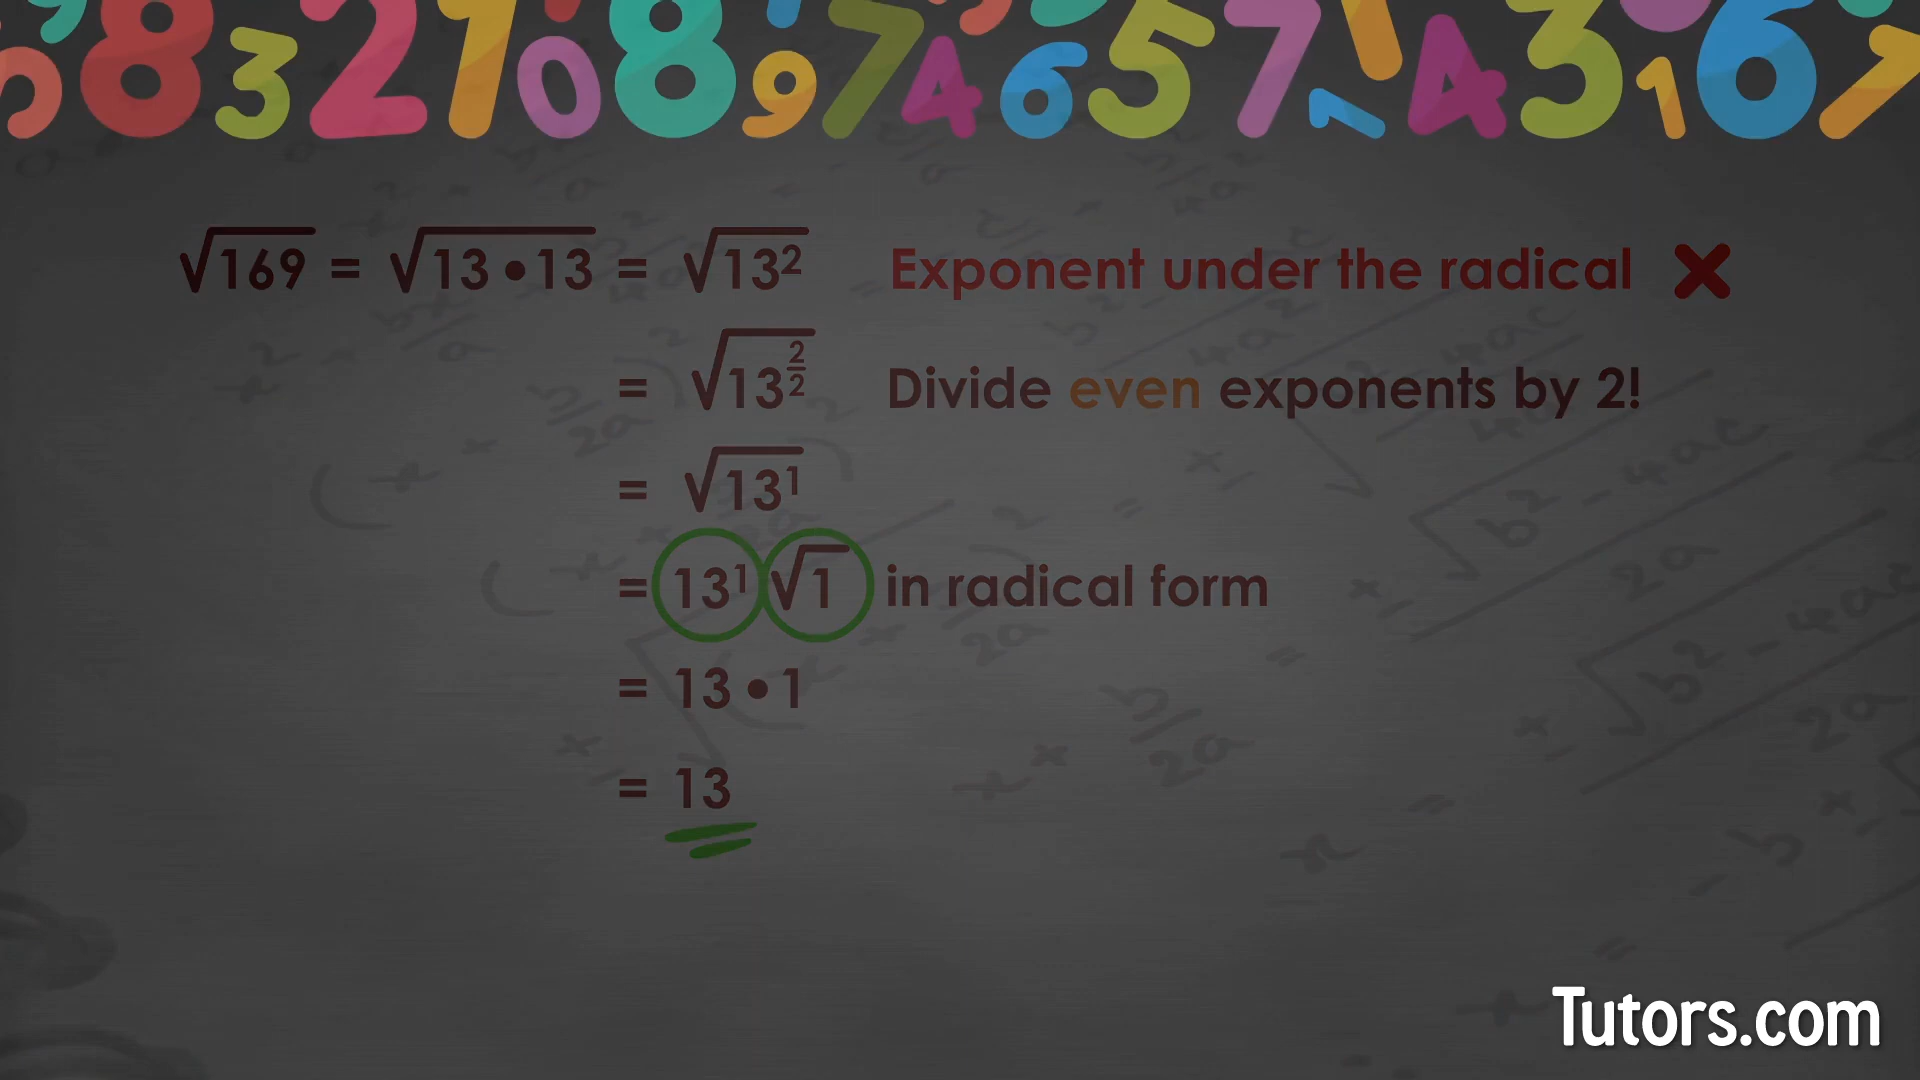 √169 = √13 • 13 = √13² Exponent under the radical ✖
= √13^(2/2) Divide even exponents by 2!
= √13¹
= 13¹ √1 in radical form
= 13 • 1
= 13
Tutors.com